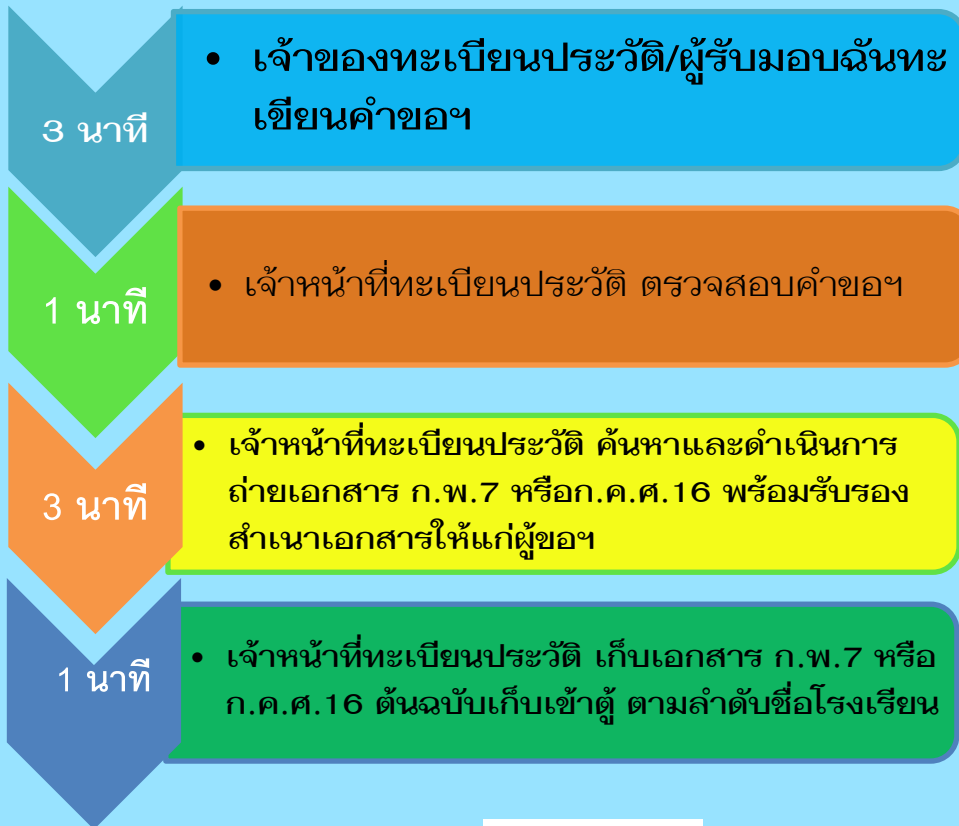 3 นาที
• เจ้าของทะเบียนประวัติ/ผู้รับมอบฉันทะ
เขียนคำขอฯ
1 นาที
• เจ้าหน้าที่ทะเบียนประวัติ ตรวจสอบคำขอฯ
3 นาที
• เจ้าหน้าที่ทะเบียนประวัติ ค้นหาและดำเนินการ
ถ่ายเอกสาร ก.พ.7 หรือก.ค.ศ.16 พร้อมรับรอง
สำเนาเอกสารให้แก่ผู้ขอฯ
1 นาที
• เจ้าหน้าที่ทะเบียนประวัติ เก็บเอกสาร ก.พ.7 หรือ
ก.ค.ศ.16 ต้นฉบับเก็บเข้าตู้ ตามลำดับชื่อโรงเรียน